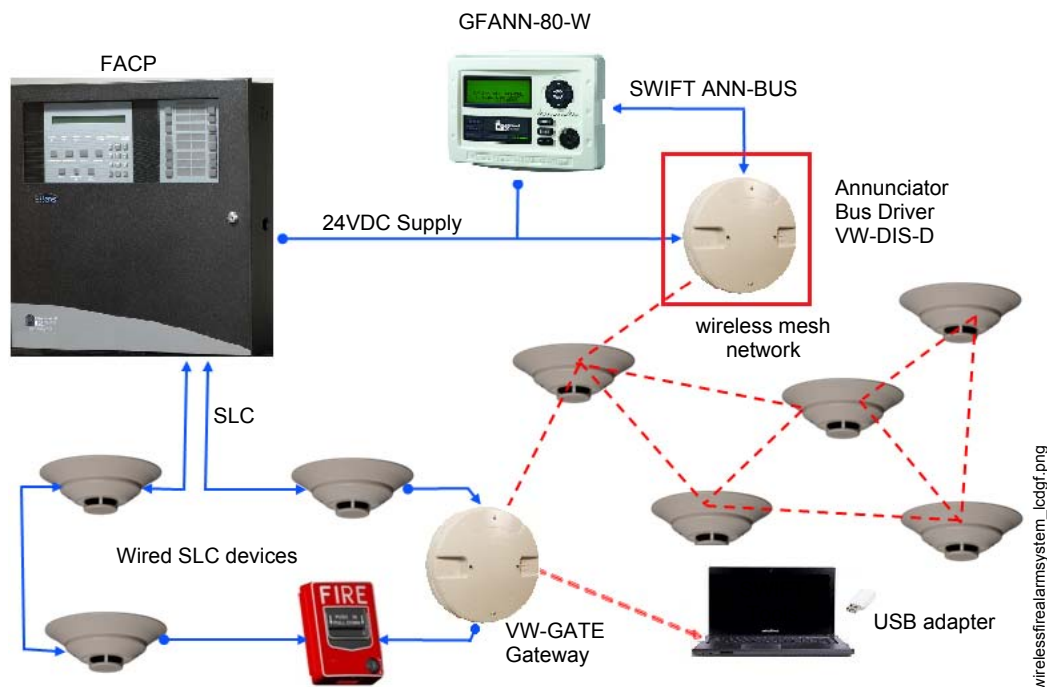 GFANN-80-W
FACP
SWIFT ANN-BUS
Annunciator
Bus Driver
VW-DIS-D
24VDC Supply
wireless mesh
network
SLC
Wired SLC devices
FIRE
VW-GATE
Gateway
USB adapter
wirelessfirealarmsystem_lcdgf.png